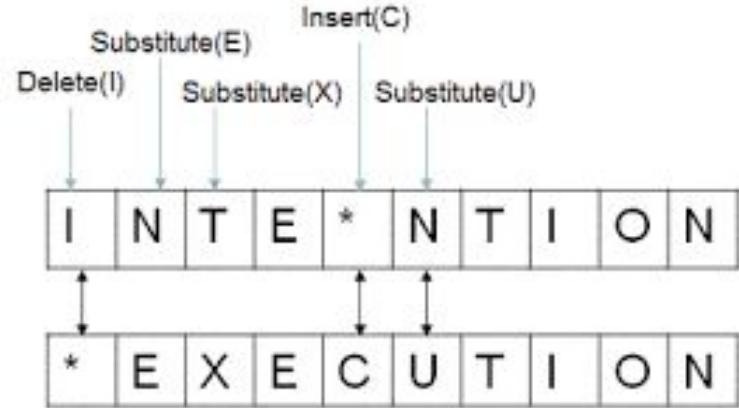 Insert(C)
Substitute(E)
Delete(I)
Substitute(X) Substitute(U)
I N T E * N T I O N
* E X E C U T I O N